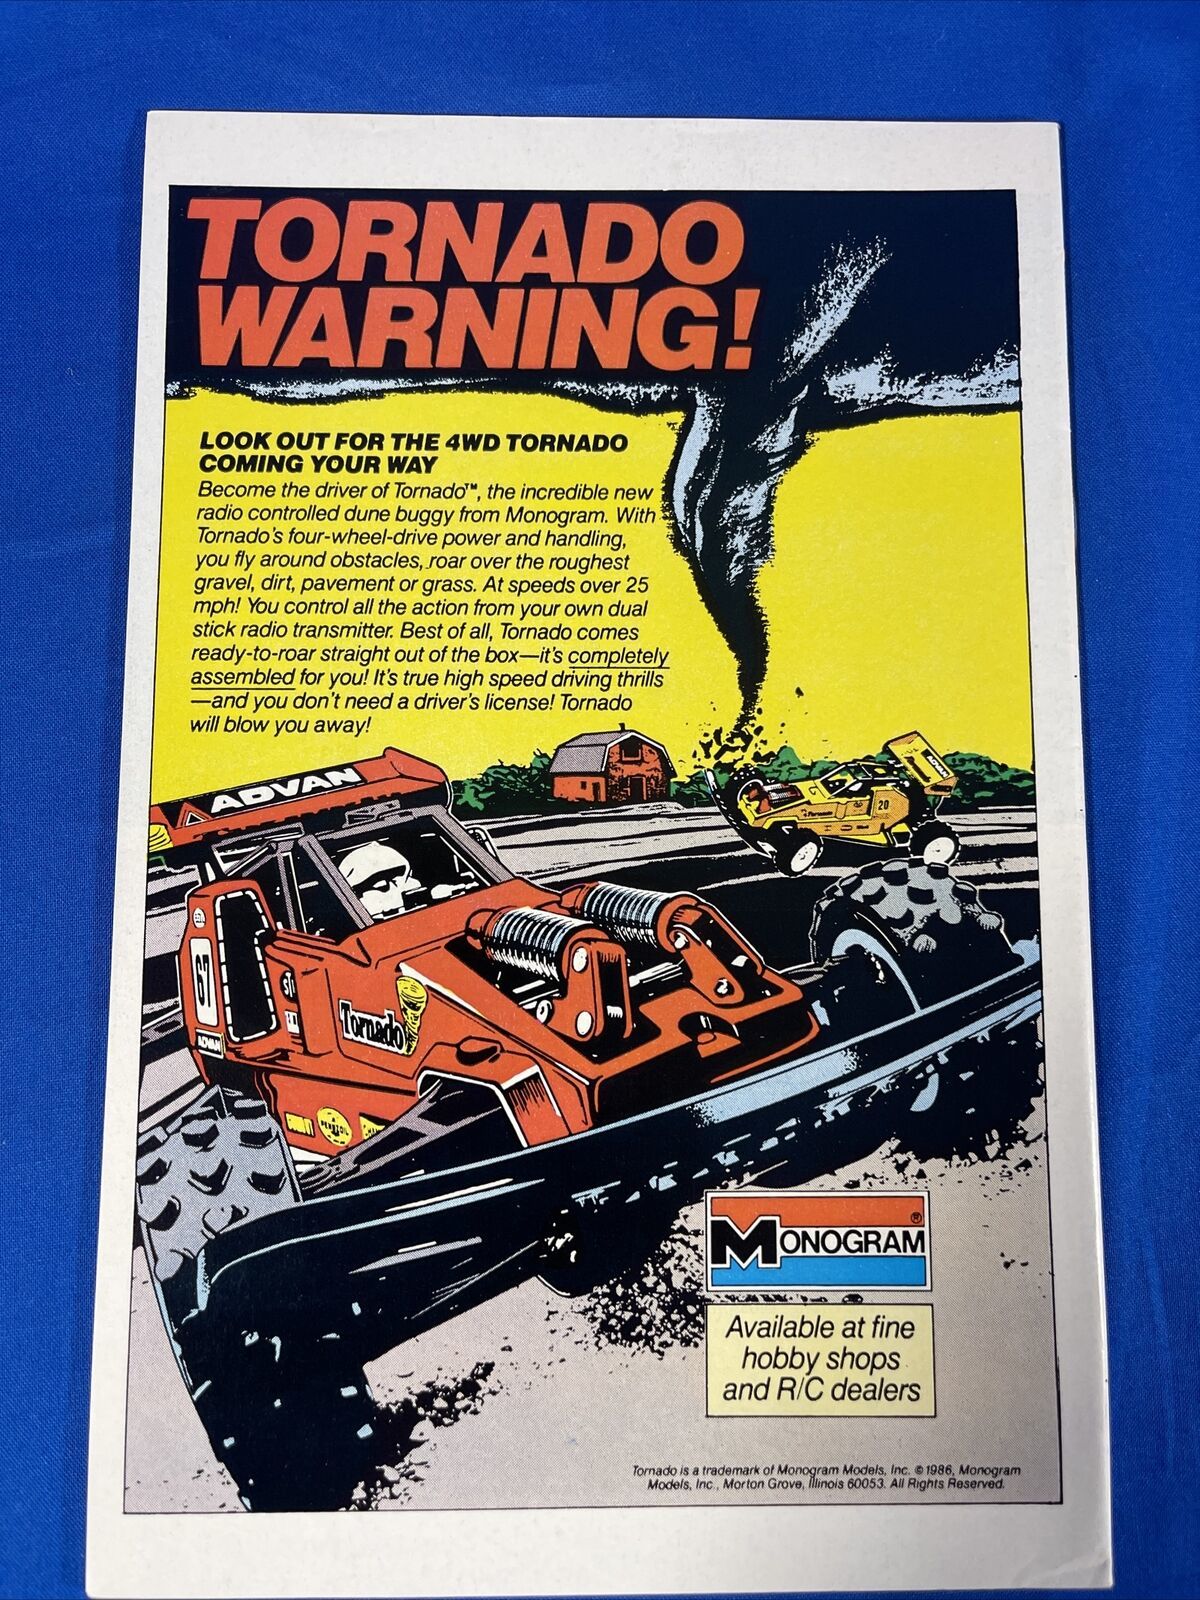 TORNADO
WARNING!
LOOK OUT FOR THE 4WD TORNADO
COMING YOUR WAY
Become the driver of Tornado™, the incredible new
radio controlled dune buggy from Monogram. With
Tornado's four-wheel-drive power and handling,
you fly around obstacles, roar over the roughest
gravel, dirt, pavement or grass. At speeds over 25
mph! You control all the action from your own dual
stick radio transmitter. Best of all, Tornado comes
ready-to-roar straight out of the box—it's completely
assembled for you! It's true high speed driving thrills
—and you don't need a driver's license! Tornado
will blow you away!
ADVAN
ADVAN
20
Tornado
67
ADVAN
Tornado
PENZOIL
MONOGRAM®
Available at fine
hobby shops
and R/C dealers
Tornado is a trademark of Monogram Models, Inc. © 1986, Monogram
Models, Inc., Morton Grove, Illinois 60053. All Rights Reserved.